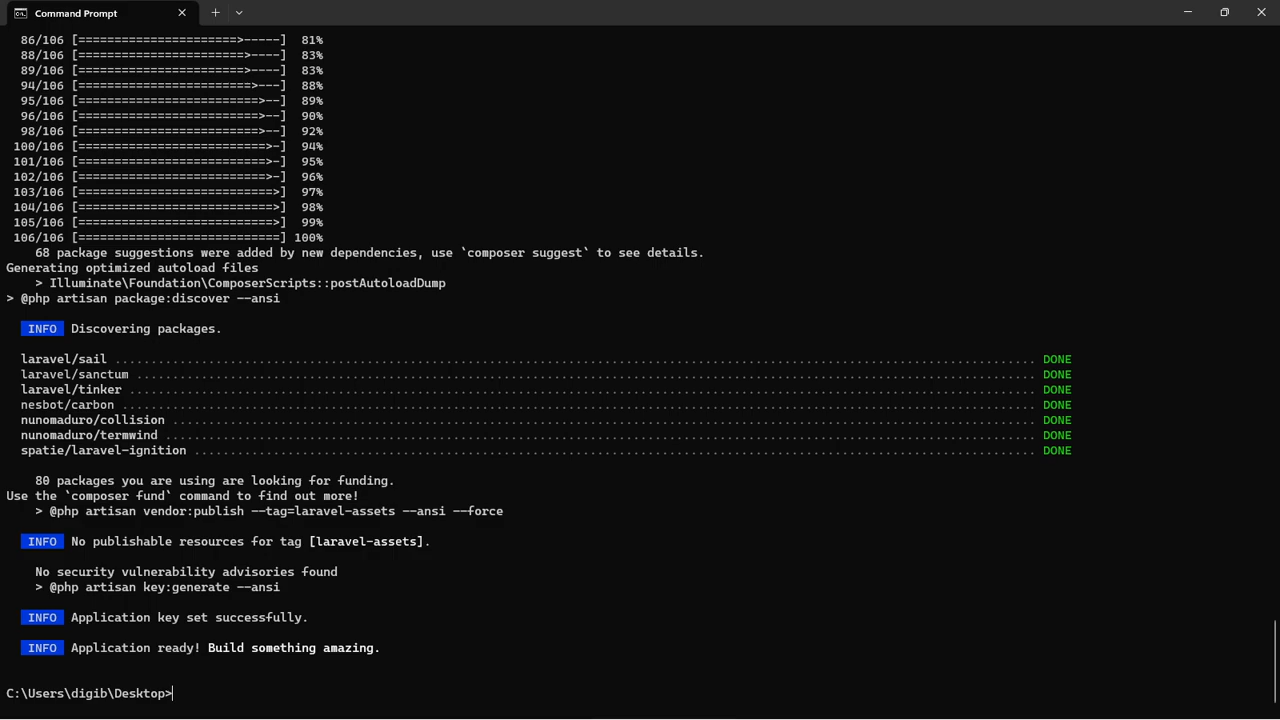 Command Prompt
86/106 [=======================>-----]  81%
88/106 [========================>----]  83%
89/106 [========================>----]  83%
94/106 [=========================>---]  88%
95/106 [==========================>--]  89%
96/106 [==========================>--]  90%
98/106 [==========================>--]  92%
100/106 [===========================>-]  94%
101/106 [===========================>-]  95%
102/106 [===========================>-]  96%
103/106 [============================>]  97%
104/106 [============================>]  98%
105/106 [============================>]  99%
106/106 [=============================] 100%
68 package suggestions were added by new dependencies, use `composer suggest` to see details.
Generating optimized autoload files
> Illuminate\Foundation\ComposerScripts::postAutoloadDump
> @php artisan package:discover --ansi
INFO Discovering packages.
laravel/sail ............................................................ DONE
laravel/sanctum ............................................................ DONE
laravel/tinker ............................................................ DONE
nesbot/carbon ............................................................ DONE
nunomaduro/collision ............................................................ DONE
nunomaduro/termwind ............................................................ DONE
spatie/laravel-ignition ............................................................ DONE
80 packages you are using are looking for funding.
Use the `composer fund` command to find out more!
> @php artisan vendor:publish --tag=laravel-assets --ansi --force
INFO No publishable resources for tag [laravel-assets].
No security vulnerability advisories found
> @php artisan key:generate --ansi
INFO Application key set successfully.
INFO Application ready! Build something amazing.
C:\Users\digib\Desktop>